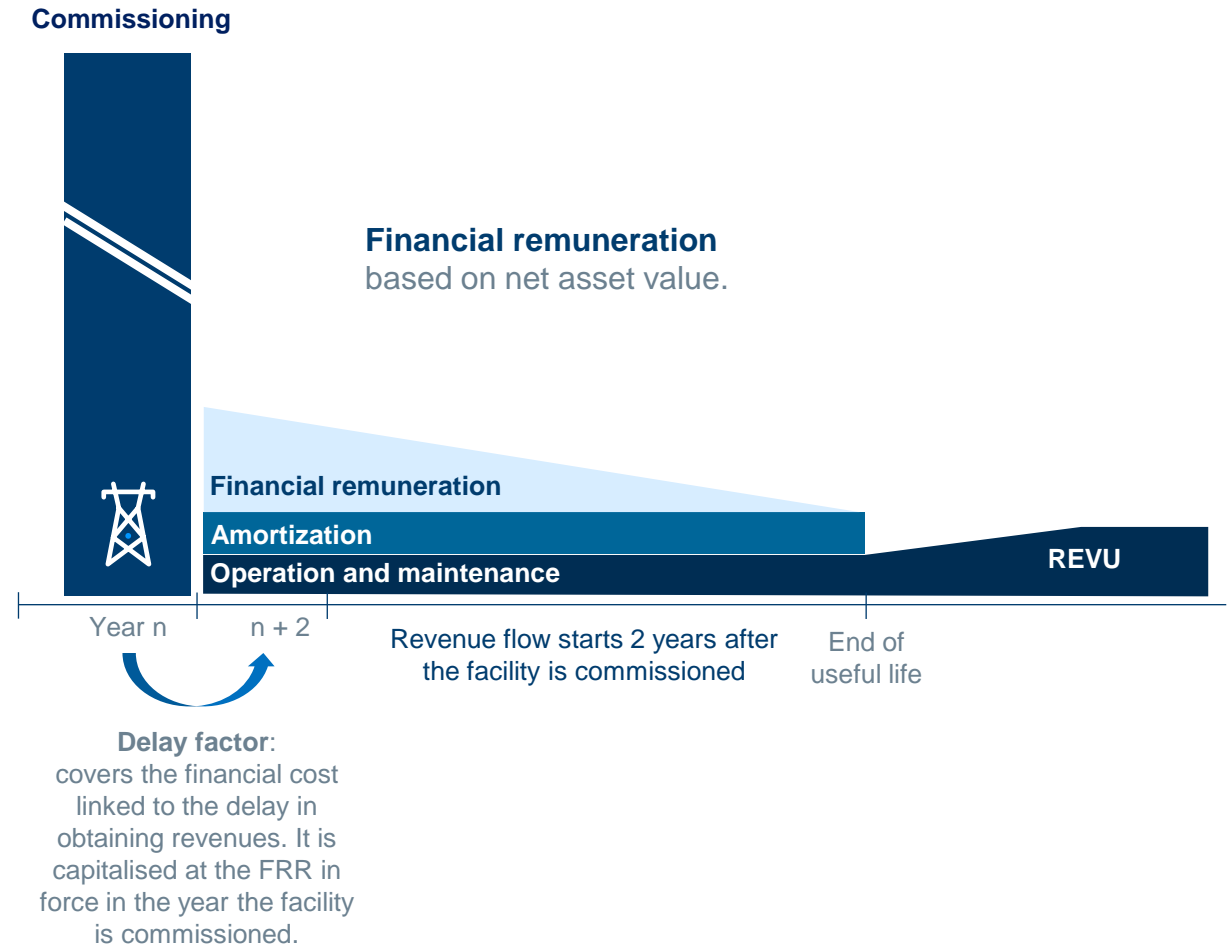 Commissioning
Financial remuneration
based on net asset value.
Financial remuneration
Amortization
Operation and maintenance
REVU
Year n
n + 2
Revenue flow starts 2 years after
the facility is commissioned
End of
useful life
Delay factor:
covers the financial cost
linked to the delay in
obtaining revenues. It is
capitalised at the FRR in
force in the year the facility
is commissioned.